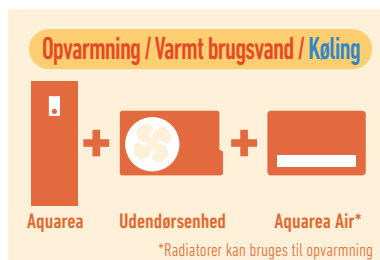 Opvarmning / Varmt brugsvand / Køling
Aquarea Udendørsenhed Aquarea Air*
*Radiatorer kan bruges til opvarmning